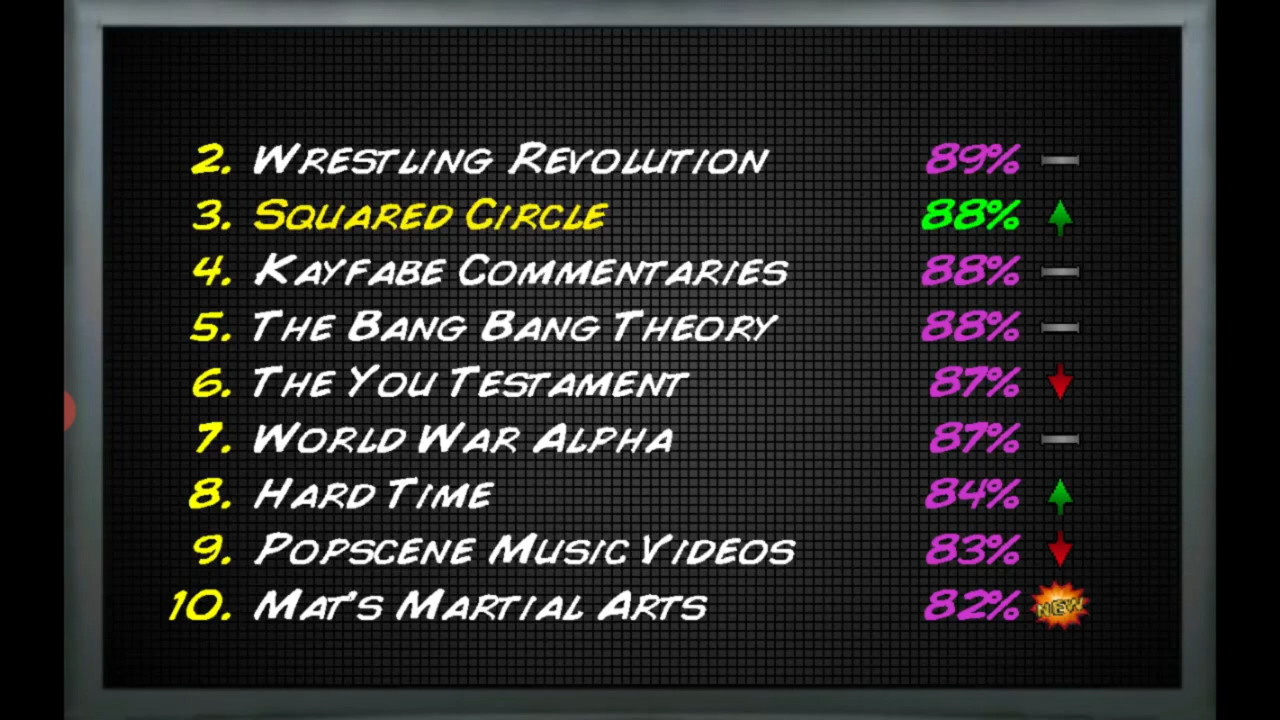 2. WRESTLING REVOLUTION 89%
3. SQUARED CIRCLE 88%
4. KAYFABE COMMENTARIES 88%
5. THE BANG BANG THEORY 88%
6. THE YOU TESTAMENT 87%
7. WORLD WAR ALPHA 87%
8. HARD TIME 84%
9. POPSCENE MUSIC VIDEOS 83%
10. MAT'S MARTIAL ARTS 82% NEW